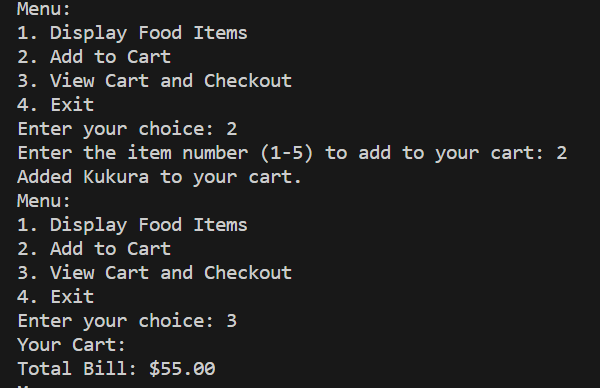 Menu:
1. Display Food Items
2. Add to Cart
3. View Cart and Checkout
4. Exit
Enter your choice: 2
Enter the item number (1-5) to add to your cart: 2
Added Kukura to your cart.
Menu:
1. Display Food Items
2. Add to Cart
3. View Cart and Checkout
4. Exit
Enter your choice: 3
Your Cart:
Total Bill: $55.00